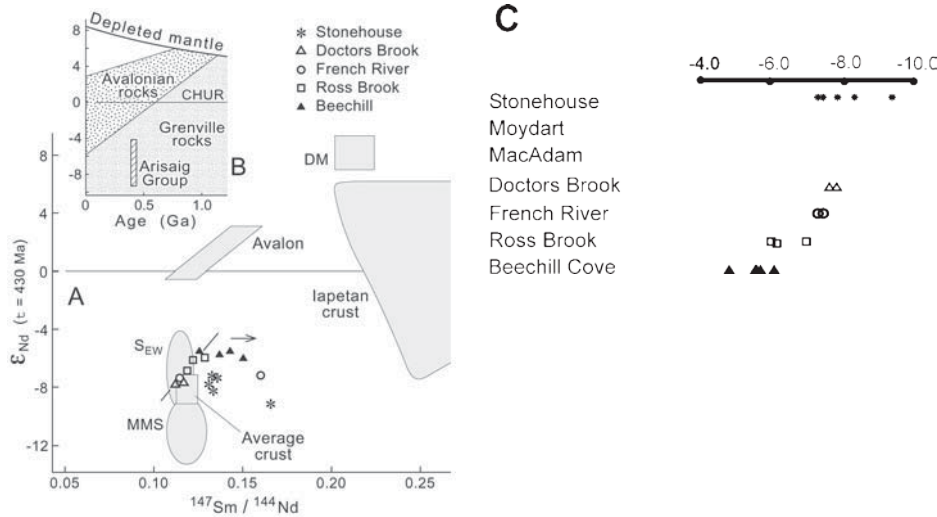 Depleted mantle
8
4
0
-4
-8
Avalonian
rocks
CHUR
Grenville
rocks
Arisaig
Group
B
0
0.5
1.0
Age (Ga)
Stonehouse
Doctors Brook
French River
Ross Brook
Beechill
8
4
0
-4
-8
-12
εNd (t = 430 Ma)
A
DM
Avalon
Iapetan
crust
SEW
MMS
Average
crust
0.05
0.10
0.15
0.20
0.25
147Sm / 144Nd
C
-4.0
-6.0
-8.0
-10.0
Stonehouse
Moydart
MacAdam
Doctors Brook
French River
Ross Brook
Beechill Cove